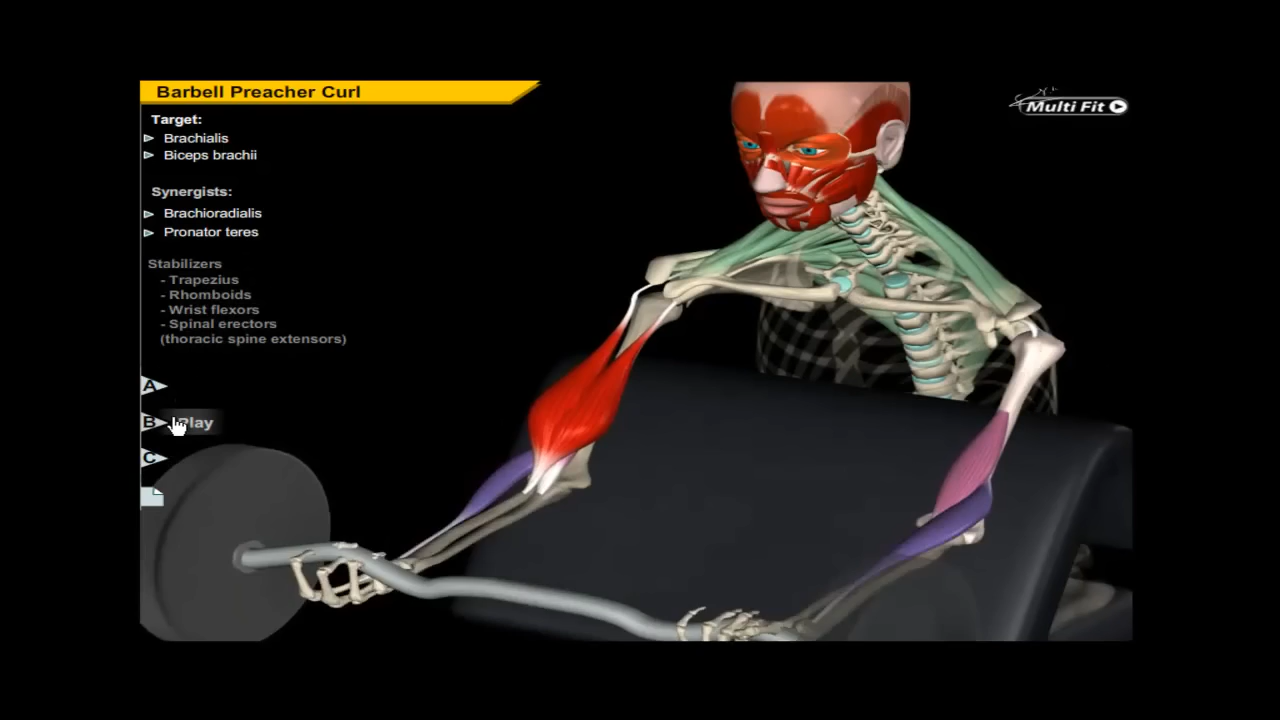 Barbell Preacher Curl
Multi Fit
Target:
Brachialis
Biceps brachii
Synergists:
Brachioradialis
Pronator teres
Stabilizers
- Trapezius
- Rhomboids
- Wrist flexors
- Spinal erectors
(thoracic spine extensors)
A
B Play
C